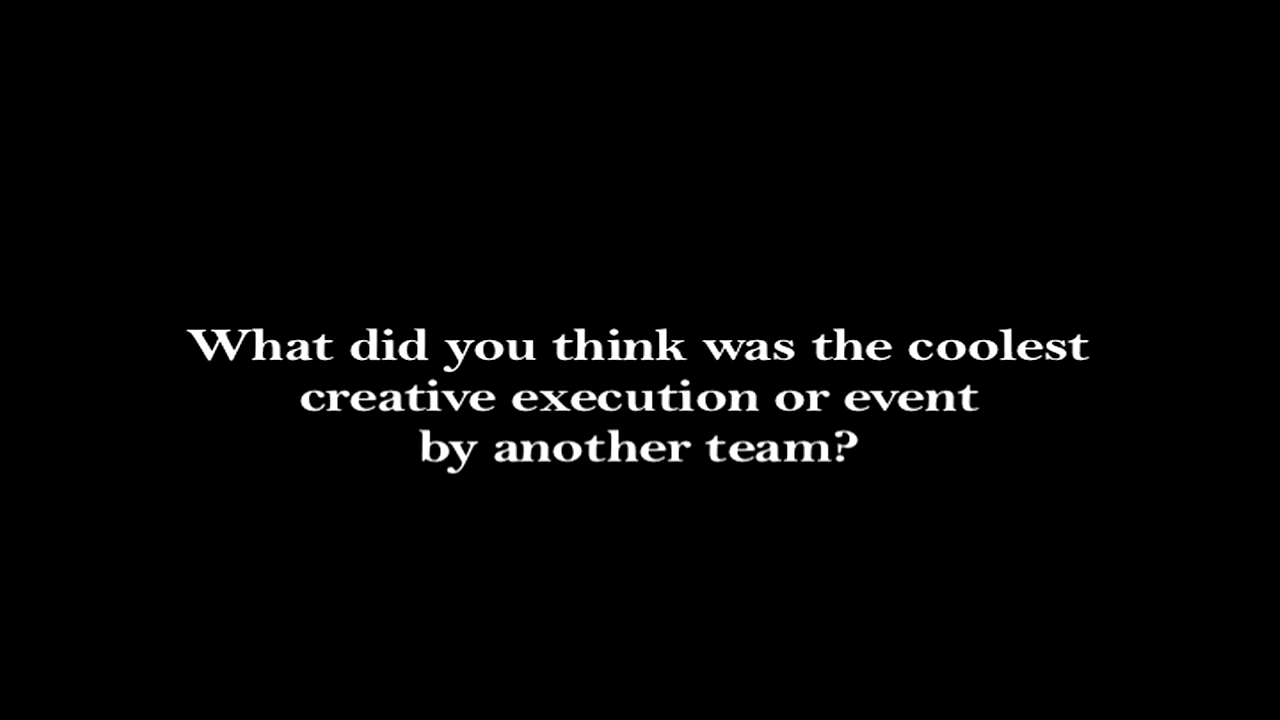 What did you think was the coolest
creative execution or event
by another team?